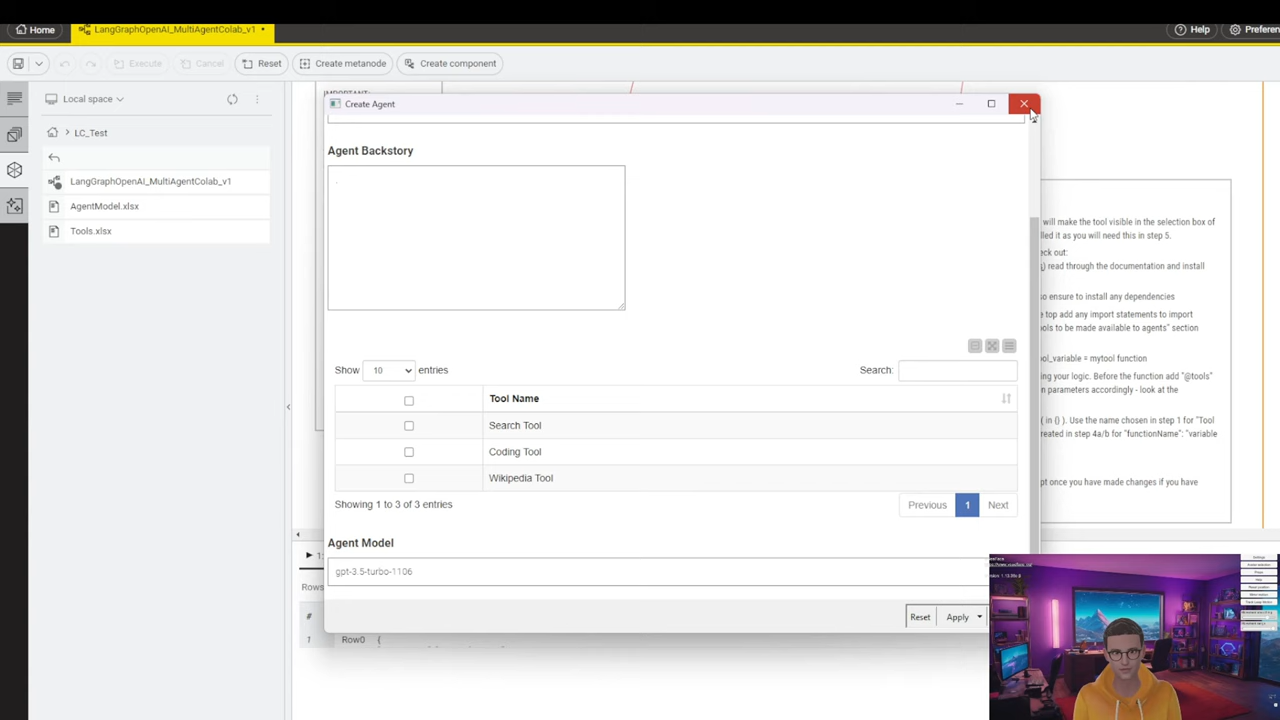 Home
LangGraphOpenAI_MultiAgentColab_v1
Help
Preferen
Execute
Cancel
Reset
Create metanode
Create component
Local space
LC_Test
LangGraphOpenAI_MultiAgentColab_v1
AgentModel.xlsx
Tools.xlsx
IMPORTANT:
Create Agent
Agent Backstory
Show 10 entries
Search:
Tool Name
Search Tool
Coding Tool
Wikipedia Tool
Showing 1 to 3 of 3 entries
Previous 1 Next
Agent Model
gpt-3.5-turbo-1106
Reset
Apply
will make the tool visible in the selection box of
lled it as you will need this in step 5.
eck out:
g) read through the documentation and install
so ensure to install any dependencies
e top add any import statements to import
ools to be made available to agents" section
ool_variable = mytool function
ing your logic. Before the function add "@tools"
n parameters accordingly - look at the
( in {} ). Use the name chosen in step 1 for "Tool
reated in step 4a/b for "functionName": "variable
pt once you have made changes if you have
1:
Rows
#
1 Row0 {